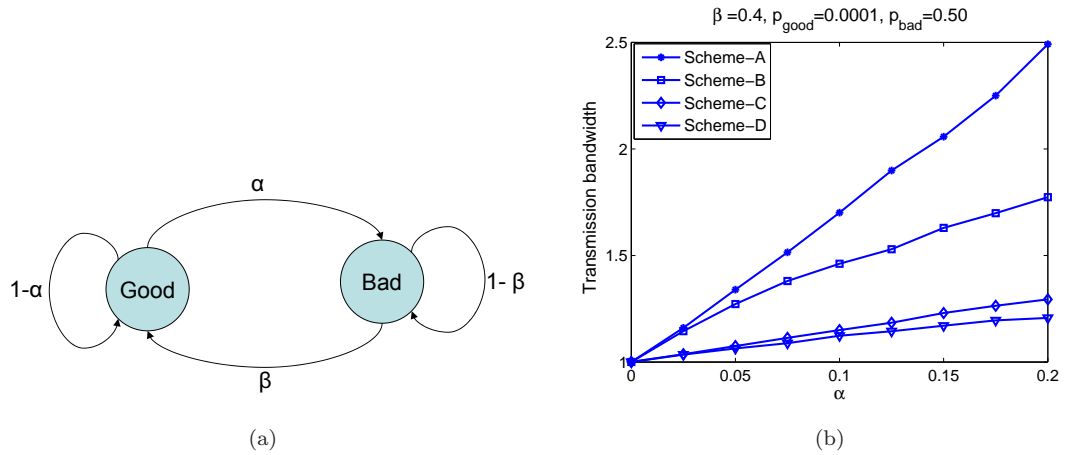 α
1-α
Good
Bad
1- β
β
(a)
β =0.4, p_good=0.0001, p_bad=0.50
Transmission bandwidth
2.5
2
1.5
1
Scheme−A
Scheme−B
Scheme−C
Scheme−D
0
0.05
0.1
0.15
0.2
α
(b)